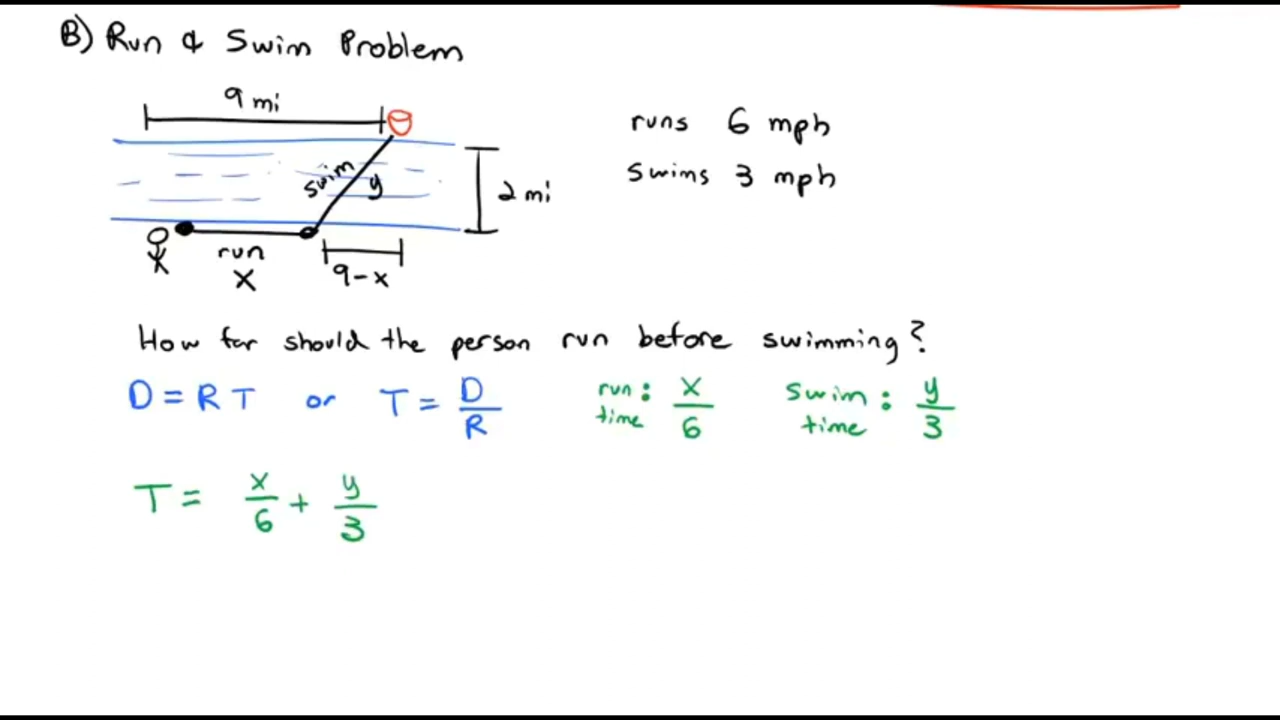 B) Run & Swim Problem
9 mi
runs 6 mph
swims 3 mph
swim
y
2 mi
run
x
9-x
How far should the person run before swimming?
D = R T or T = D/R run time: x/6 swim time: y/3
T = x/6 + y/3